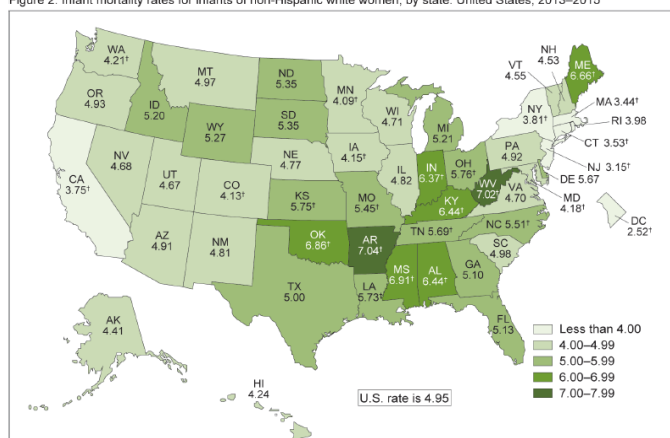 Figure 2. Infant mortality rates for infants of non-Hispanic white women, by state: United States, 2013–2015
WA
4.21†
OR
4.93
CA
3.75†
NV
4.68
ID
5.20
MT
4.97
WY
5.27
UT
4.67
CO
4.13†
AZ
4.91
NM
4.81
ND
5.35
SD
5.35
NE
4.77
KS
5.75†
OK
6.86†
TX
5.00
MN
4.09†
IA
4.15†
MO
5.45†
AR
7.04†
LA
5.73†
WI
4.71
IL
4.82
MI
5.21
IN
6.37†
OH
5.76†
KY
6.44†
TN 5.69†
MS
6.91†
AL
6.44†
GA
5.10
FL
5.13
SC
4.98
NC 5.51†
WV
7.02†
VA
4.70
PA
4.92
NY
3.81†
VT
4.55
NH
4.53
ME
6.66†
MA 3.44†
RI 3.98
CT 3.53†
NJ 3.15†
DE 5.67
MD
4.18†
DC
2.52†
AK
4.41
HI
4.24
U.S. rate is 4.95
Less than 4.00
4.00–4.99
5.00–5.99
6.00–6.99
7.00–7.99